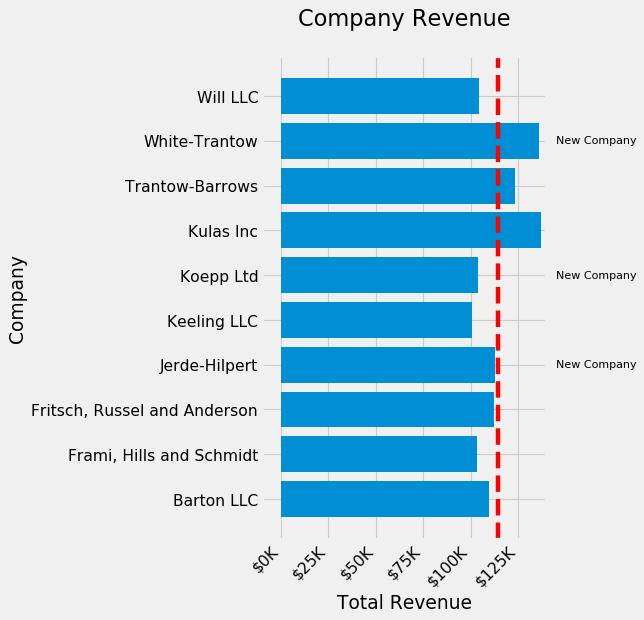 Company Revenue
Will LLC
White-Trantow
New Company
Trantow-Barrows
Kulas Inc
Koepp Ltd
New Company
Keeling LLC
Jerde-Hilpert
New Company
Fritsch, Russel and Anderson
Frami, Hills and Schmidt
Barton LLC
Company
$0K
$25K
$50K
$75K
$100K
$125K
Total Revenue